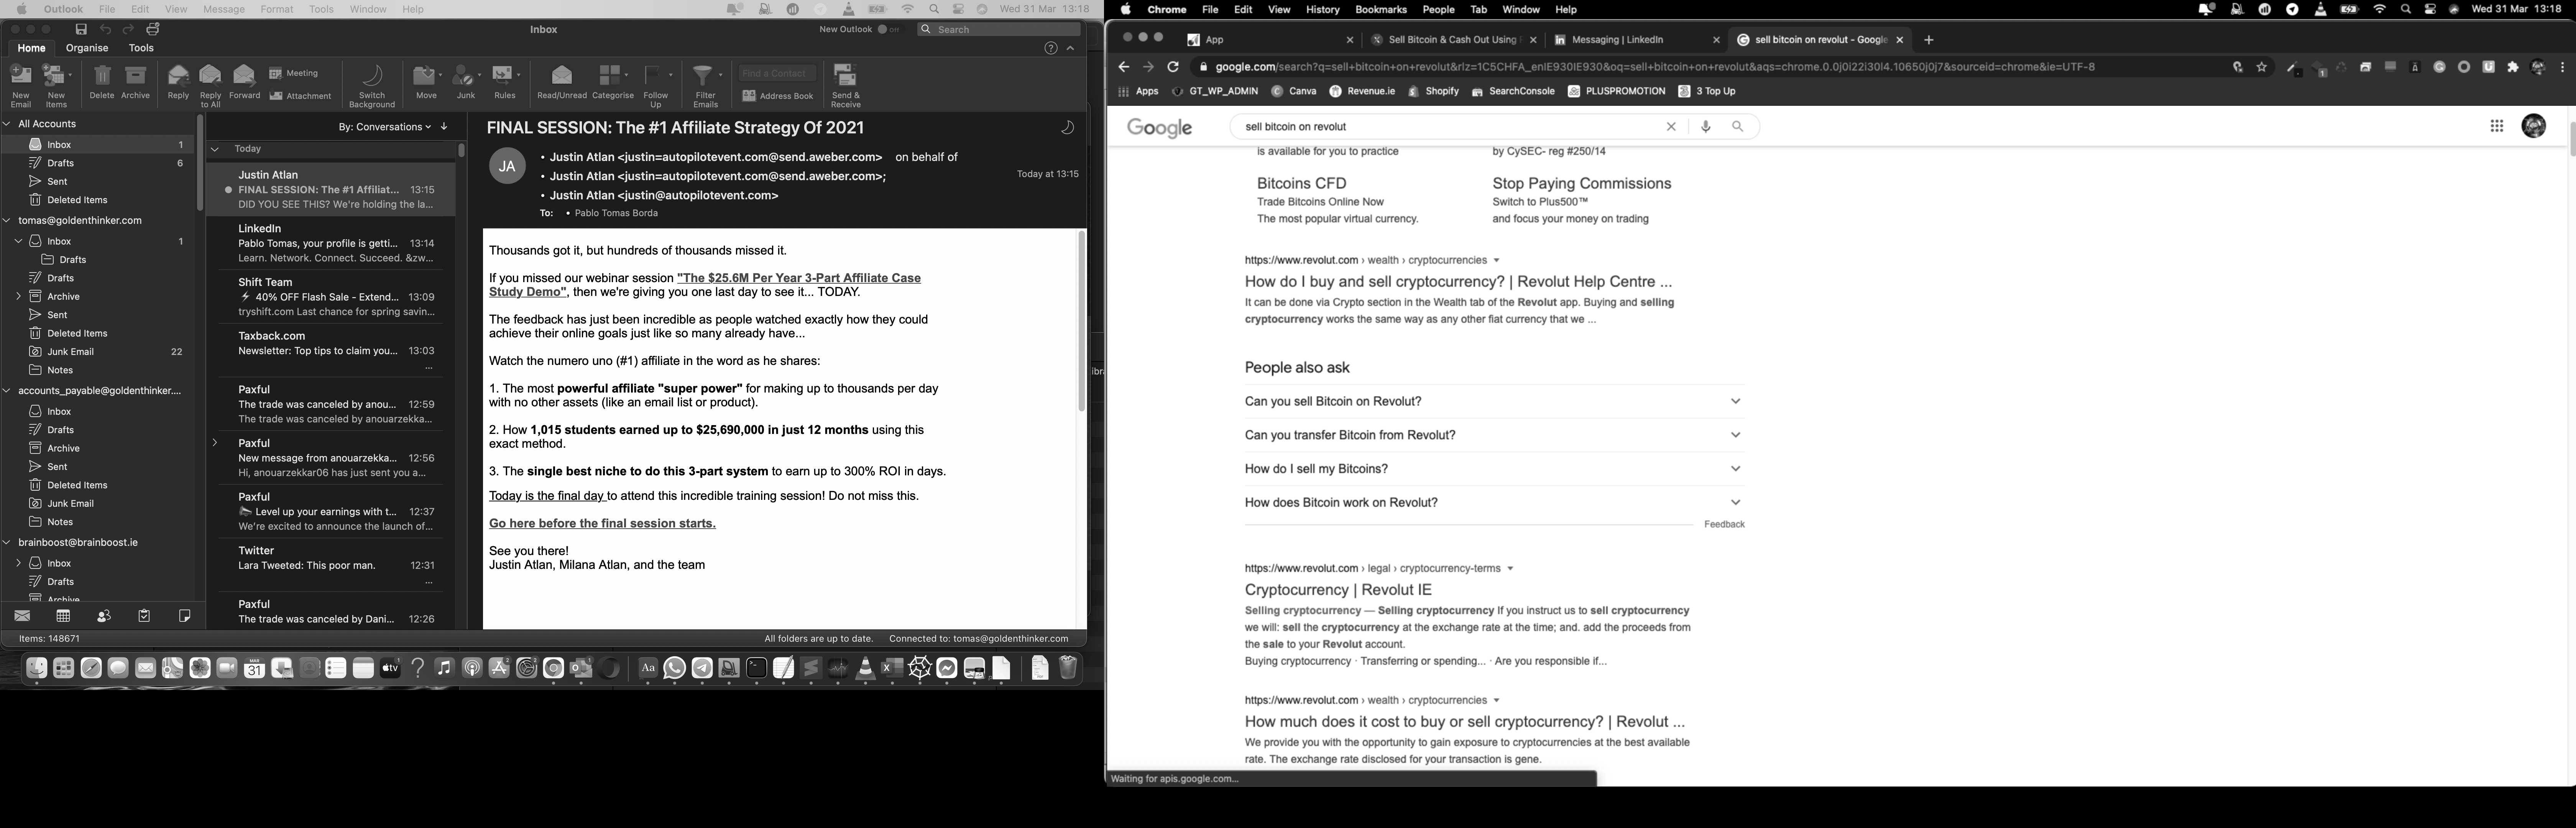 Outlook File Edit View Message Format Tools Window Help Wed 31 Mar 13:18
Inbox New Outlook Search
Home Organise Tools
New Email New Items Delete Archive Reply Reply to All Forward Meeting Attachment Switch Background Move Junk Rules Read/Unread Categorise Follow Up Filter Emails Find a Contact Address Book Send & Receive
All Accounts
Inbox 1
Drafts 6
Sent
Deleted Items
tomas@goldenthinker.com
Inbox 1
Drafts
Drafts
Archive
Sent
Deleted Items
Junk Email 22
Notes
accounts_payable@goldenthinker....
Inbox
Drafts
Archive
Sent
Deleted Items
Junk Email
Notes
brainboost@brainboost.ie
Inbox
Drafts
Archive
Items: 148671
By: Conversations
Today
Justin Atlan
FINAL SESSION: The #1 Affiliat... 13:15
DID YOU SEE THIS? We're holding the la...
LinkedIn
Pablo Tomas, your profile is getti... 13:14
Learn. Network. Connect. Succeed. &zw...
Shift Team
⚡ 40% OFF Flash Sale - Extend... 13:09
tryshift.com Last chance for spring savin...
Taxback.com
Newsletter: Top tips to claim you... 13:03
...
Paxful
The trade was canceled by anou... 12:59
The trade was canceled by anouarzekka...
Paxful
New message from anouarzekka... 12:56
Hi, anouarzekkar06 has just sent you a...
Paxful
Level up your earnings with t... 12:37
We're excited to announce the launch of...
Twitter
Lara Tweeted: This poor man. 12:31
...
Paxful
The trade was canceled by Dani... 12:26
FINAL SESSION: The #1 Affiliate Strategy Of 2021
JA
• Justin Atlan <justin=autopilotevent.com@send.aweber.com> on behalf of
• Justin Atlan <justin=autopilotevent.com@send.aweber.com>;
• Justin Atlan <justin@autopilotevent.com>
Today at 13:15
To: • Pablo Tomas Borda
Thousands got it, but hundreds of thousands missed it.
If you missed our webinar session "The $25.6M Per Year 3-Part Affiliate Case
Study Demo", then we're giving you one last day to see it... TODAY.
The feedback has just been incredible as people watched exactly how they could
achieve their online goals just like so many already have...
Watch the numero uno (#1) affiliate in the word as he shares:
1. The most powerful affiliate "super power" for making up to thousands per day
with no other assets (like an email list or product).
2. How 1,015 students earned up to $25,690,000 in just 12 months using this
exact method.
3. The single best niche to do this 3-part system to earn up to 300% ROI in days.
Today is the final day to attend this incredible training session! Do not miss this.
Go here before the final session starts.
See you there!
Justin Atlan, Milana Atlan, and the team
All folders are up to date. Connected to: tomas@goldenthinker.com
MAR 31
tv
Aa
Chrome File Edit View History Bookmarks People Tab Window Help Wed 31 Mar 13:18
App
Sell Bitcoin & Cash Out Using
Messaging | LinkedIn
sell bitcoin on revolut - Google
google.com/search?q=sell+bitcoin+on+revolut&rlz=1C5CHFA_enIE930IE930&oq=sell+bitcoin+on+revolut&aqs=chrome.0.0j0i22i30l4.10650j0j7&sourceid=chrome&ie=UTF-8
Apps GT_WP_ADMIN Canva Revenue.ie Shopify SearchConsole PLUSPROMOTION 3 Top Up
Google sell bitcoin on revolut
is available for you to practice
by CySEC- reg #250/14
Bitcoins CFD
Trade Bitcoins Online Now
The most popular virtual currency.
Stop Paying Commissions
Switch to Plus500™
and focus your money on trading
https://www.revolut.com › wealth › cryptocurrencies
How do I buy and sell cryptocurrency? | Revolut Help Centre ...
It can be done via Crypto section in the Wealth tab of the Revolut app. Buying and selling
cryptocurrency works the same way as any other fiat currency that we ...
People also ask
Can you sell Bitcoin on Revolut?
Can you transfer Bitcoin from Revolut?
How do I sell my Bitcoins?
How does Bitcoin work on Revolut?
Feedback
https://www.revolut.com › legal › cryptocurrency-terms
Cryptocurrency | Revolut IE
Selling cryptocurrency — Selling cryptocurrency If you instruct us to sell cryptocurrency
we will: sell the cryptocurrency at the exchange rate at the time; and. add the proceeds from
the sale to your Revolut account.
Buying cryptocurrency · Transferring or spending... · Are you responsible if...
https://www.revolut.com › wealth › cryptocurrencies
How much does it cost to buy or sell cryptocurrency? | Revolut ...
We provide you with the opportunity to gain exposure to cryptocurrencies at the best available
rate. The exchange rate disclosed for your transaction is gene.
Waiting for apis.google.com...